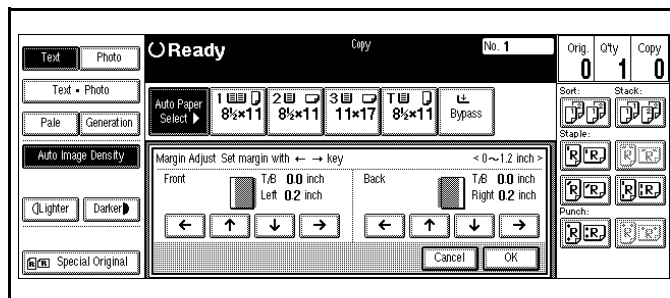 Text Photo
Text • Photo
Pale Generation
Auto Image Density
Lighter Darker
Special Original
Ready Copy No. 1
Auto Paper Select ▶
1 8½×11
2 8½×11
3 11×17
T 8½×11
Bypass
Margin Adjust Set margin with ← → key < 0~1.2 inch >
Front T/B 0.0 inch
Left 0.2 inch
Back T/B 0.0 inch
Right 0.2 inch
← ↑ ↓ → ← ↑ ↓ →
Cancel OK
Orig. Q'ty Copy
0 1 0
Sort: Stack:
Staple:
Punch: